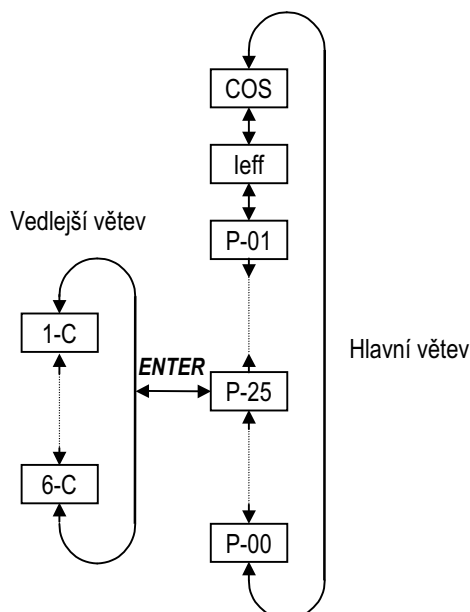 COS
Ieff
P-01
Vedlejší větev
1-C
Hlavní větev
ENTER
P-25
6-C
P-00